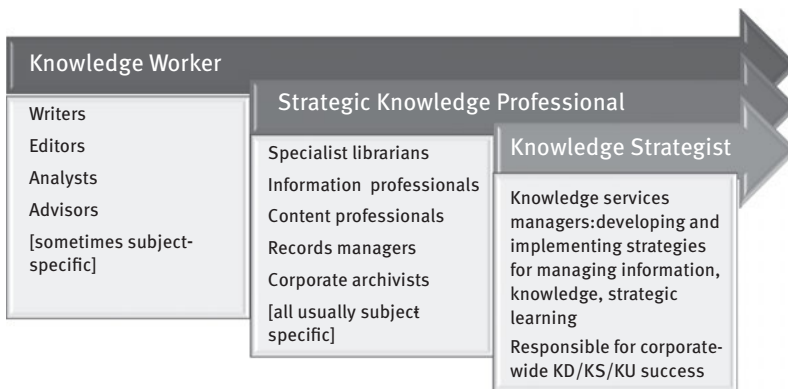 Knowledge Worker
Writers
Editors
Analysts
Advisors
[sometimes subject-
specific]
Strategic Knowledge Professional
Specialist librarians
Information professionals
Content professionals
Records managers
Corporate archivists
[all usually subject
specific]
Knowledge Strategist
Knowledge services
managers:developing and
implementing strategies
for managing information,
knowledge, strategic
learning
Responsible for corporate-
wide KD/KS/KU success